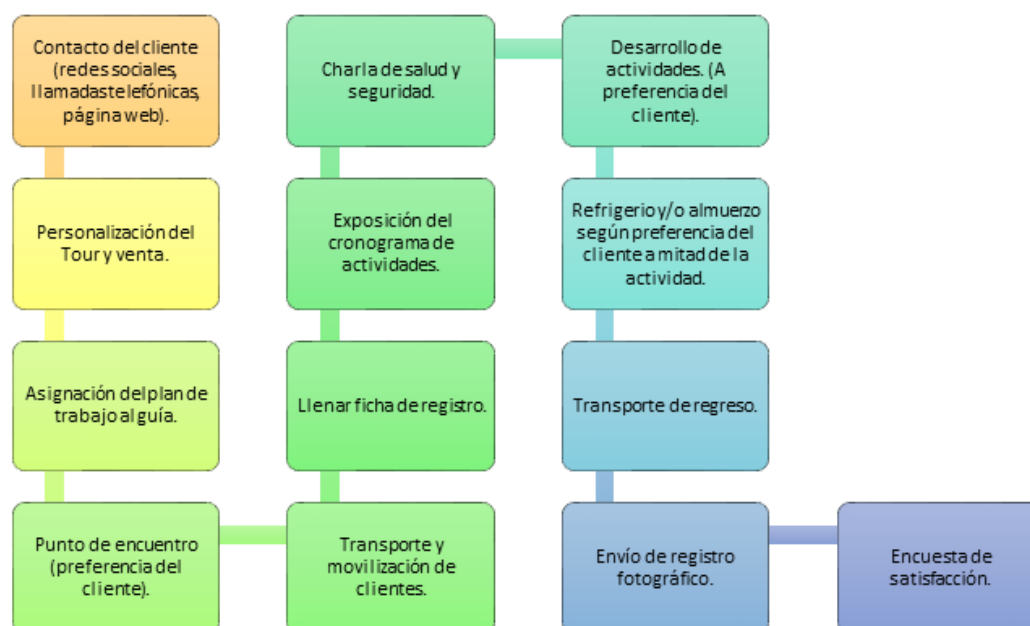 Contacto del cliente
(redes sociales,
llamadas telefónicas,
página web).
Personalización del
Tour y venta.
Asignación del plan de
trabajo al guía.
Punto de encuentro
(preferencia del
cliente).
Transporte y
movilización de
clientes.
Llenar ficha de registro.
Exposición del
cronograma de
actividades.
Charla de salud y
seguridad.
Desarrollo de
actividades. (A
preferencia del
cliente).
Refrigerio y/o almuerzo
según preferencia del
cliente a mitad de la
actividad.
Transporte de regreso.
Envío de registro
fotográfico.
Encuesta de
satisfacción.